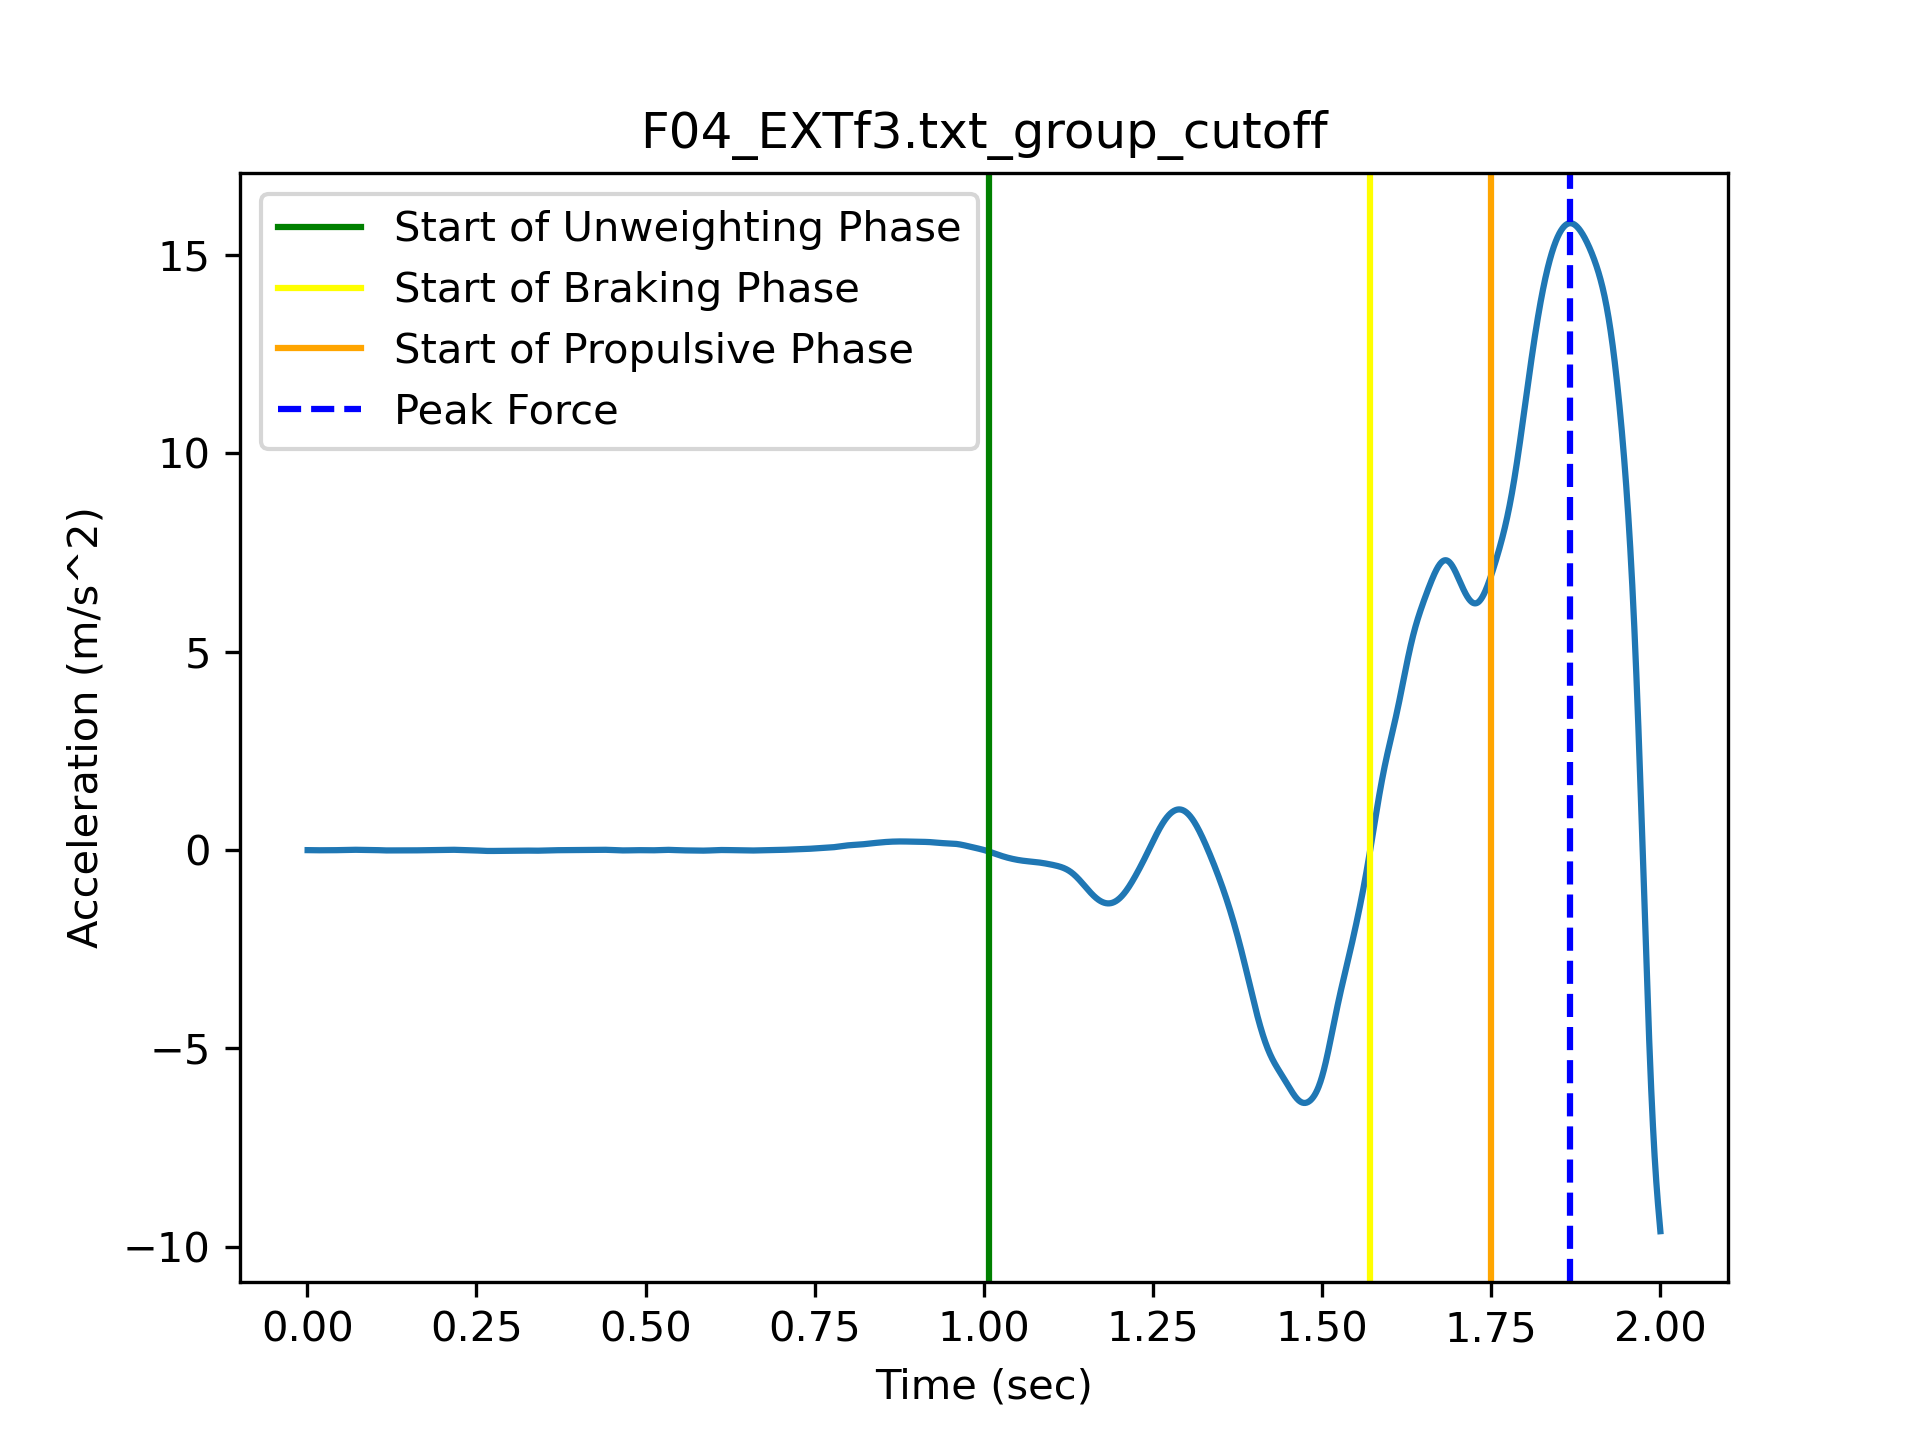 F04_EXTf3.txt_group_cutoff
Start of Unweighting Phase
Start of Braking Phase
Start of Propulsive Phase
Peak Force
Acceleration (m/s^2)
15
10
5
0
−5
−10
0.00 0.25 0.50 0.75 1.00 1.25 1.50 1.75 2.00
Time (sec)